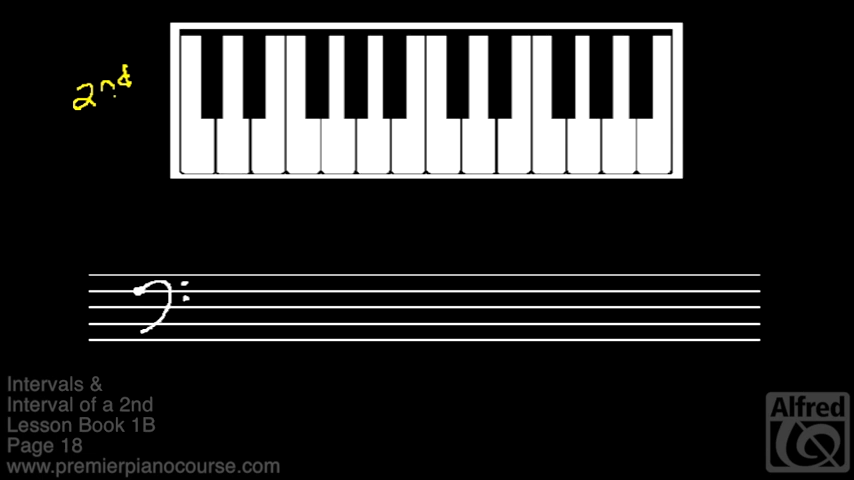 2nd
Intervals &
Interval of a 2nd
Lesson Book 1B
Page 18
www.premierpianocourse.com
Alfred